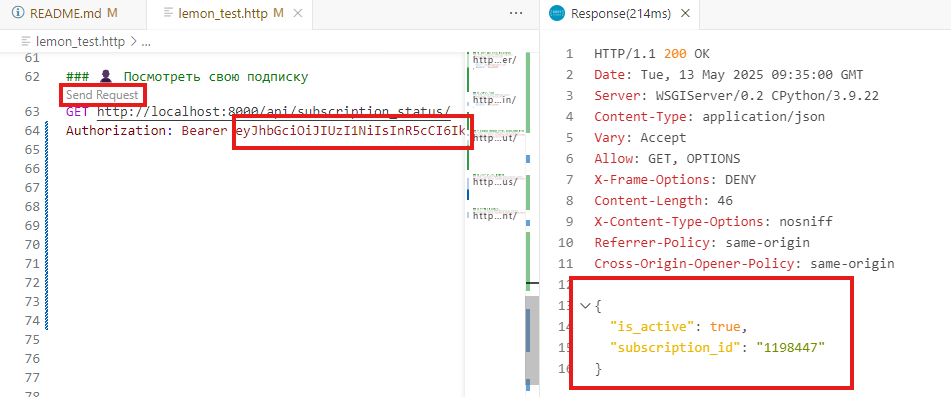 README.md M
lemon_test.http M
...
lemon_test.http > ...
61
62 ### 👤 Посмотреть свою подписку
Send Request
63 GET http://localhost:8000/api/subscription_status/
64 Authorization: Bearer eyJhbGciOiJIUzI1NiIsInR5cCI6Ik
65
66
67
68
69
70
71
72
73
74
75
76
77
78
http...er/
http...in/
http...ut/
http...us/
http...nt/
Response(214ms)
1 HTTP/1.1 200 OK
2 Date: Tue, 13 May 2025 09:35:00 GMT
3 Server: WSGIServer/0.2 CPython/3.9.22
4 Content-Type: application/json
5 Vary: Accept
6 Allow: GET, OPTIONS
7 X-Frame-Options: DENY
8 Content-Length: 46
9 X-Content-Type-Options: nosniff
10 Referrer-Policy: same-origin
11 Cross-Origin-Opener-Policy: same-origin
12
13 {
14 "is_active": true,
15 "subscription_id": "1198447"
16 }